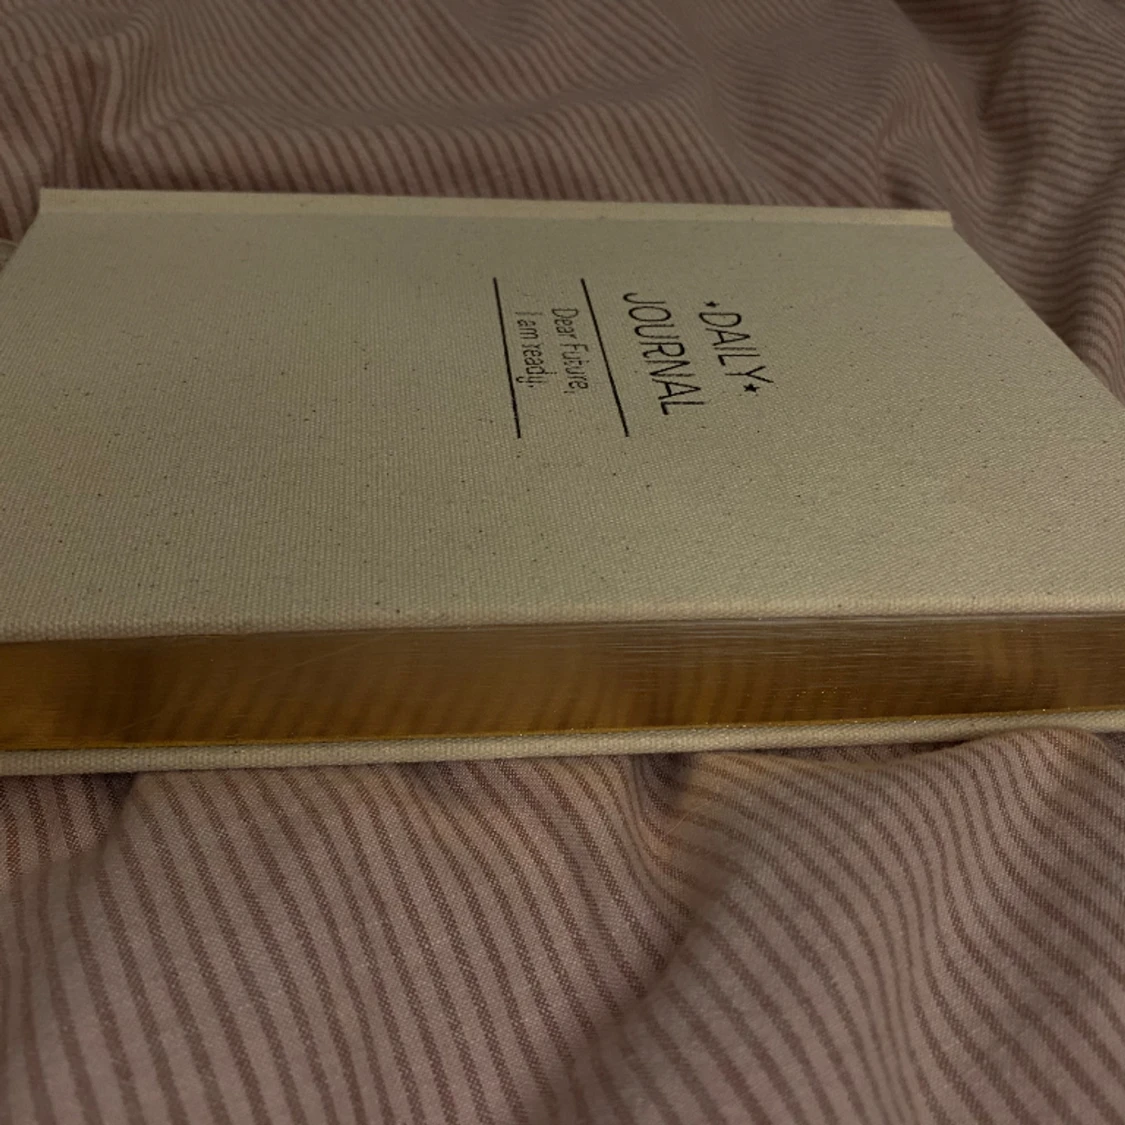 DAILY
JOURNAL
Dear Future,
I am ready.